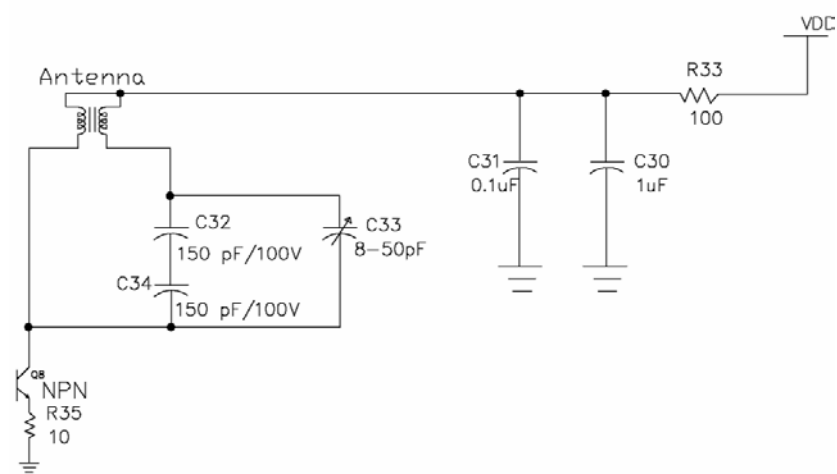 VDD
Antenna
R33
100
C31
0.1uF
C30
1uF
C32
150 pF/100V
C33
8-50pF
C34
150 pF/100V
Q8
NPN
R35
10